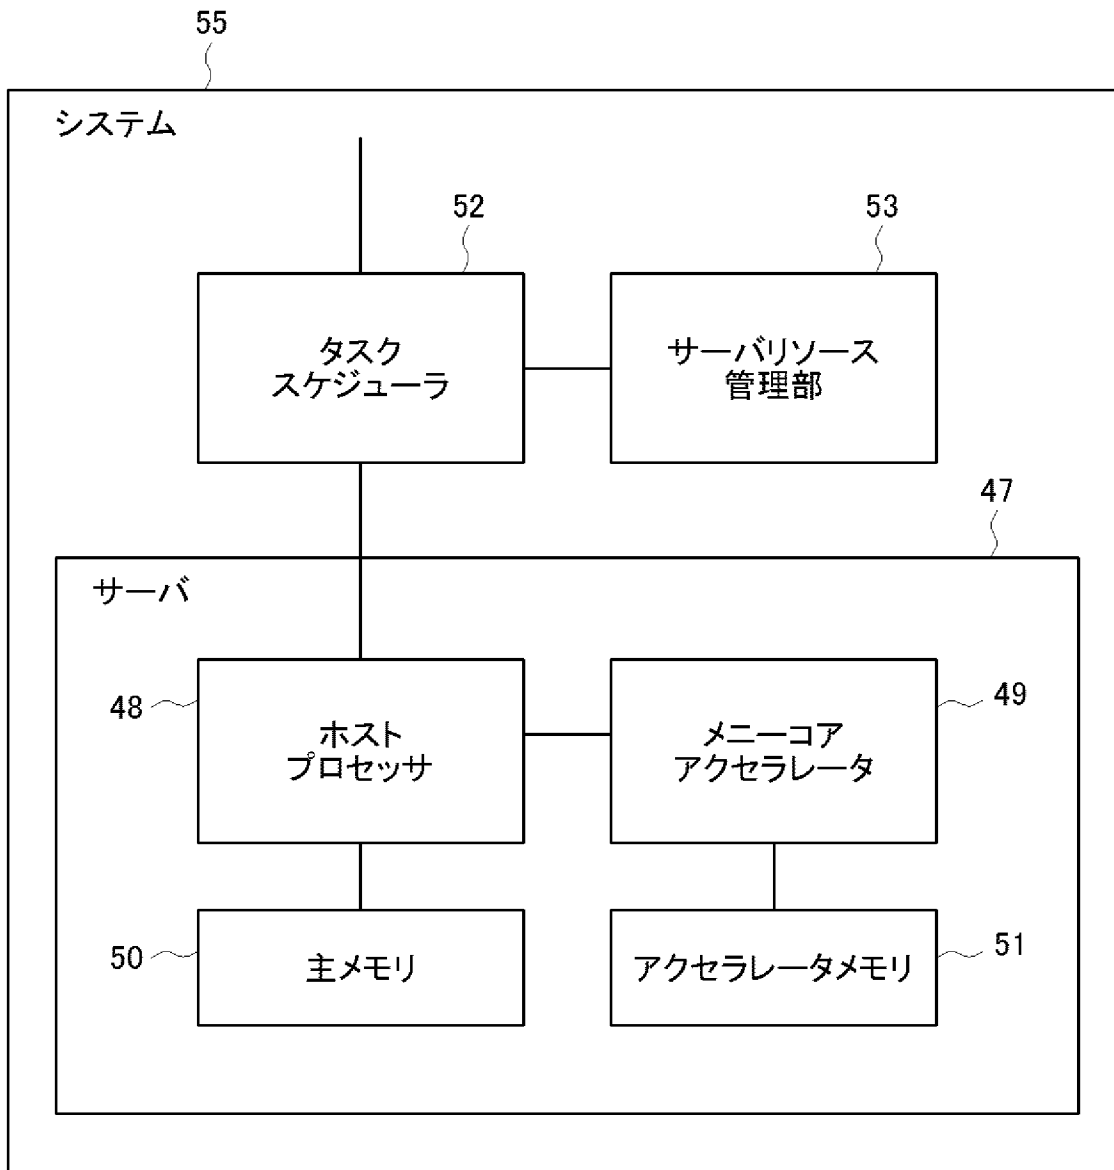 55
システム
52
53
タスク
スケジューラ
サーバリソース
管理部
47
サーバ
48
ホスト
プロセッサ
メニーコア
アクセラレータ
49
50
主メモリ
アクセラレータメモリ
51